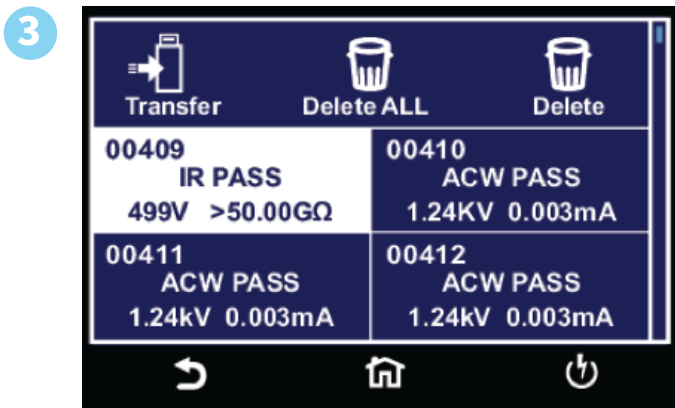 3
Transfer
Delete ALL
Delete
00409
IR PASS
499V >50.00GΩ
00410
ACW PASS
1.24KV 0.003mA
00411
ACW PASS
1.24kV 0.003mA
00412
ACW PASS
1.24kV 0.003mA